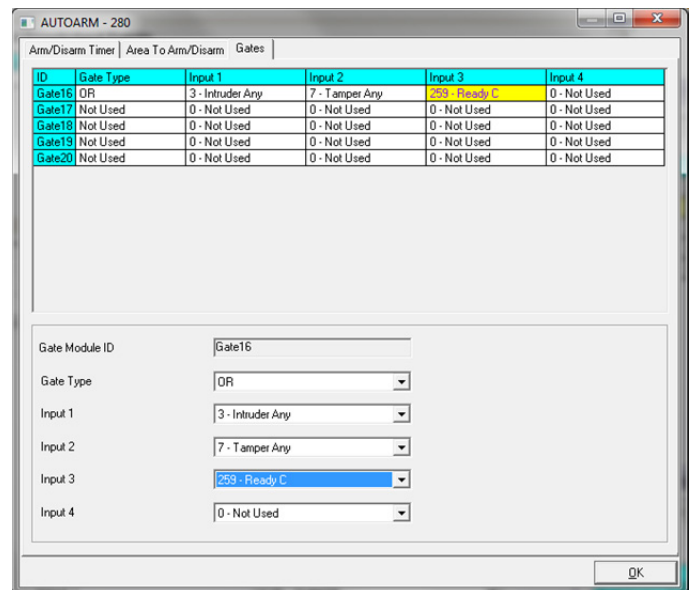 AUTOARM - 280
Arm/Disarm Timer Area To Arm/Disarm Gates
ID Gate Type Input 1 Input 2 Input 3 Input 4
Gate16 OR 3 - Intruder Any 7 - Tamper Any 259 - Ready C 0 - Not Used
Gate17 Not Used 0 - Not Used 0 - Not Used 0 - Not Used 0 - Not Used
Gate18 Not Used 0 - Not Used 0 - Not Used 0 - Not Used 0 - Not Used
Gate19 Not Used 0 - Not Used 0 - Not Used 0 - Not Used 0 - Not Used
Gate20 Not Used 0 - Not Used 0 - Not Used 0 - Not Used 0 - Not Used
Gate Module ID Gate16
Gate Type OR
Input 1 3 - Intruder Any
Input 2 7 - Tamper Any
Input 3 259 - Ready C
Input 4 0 - Not Used
OK